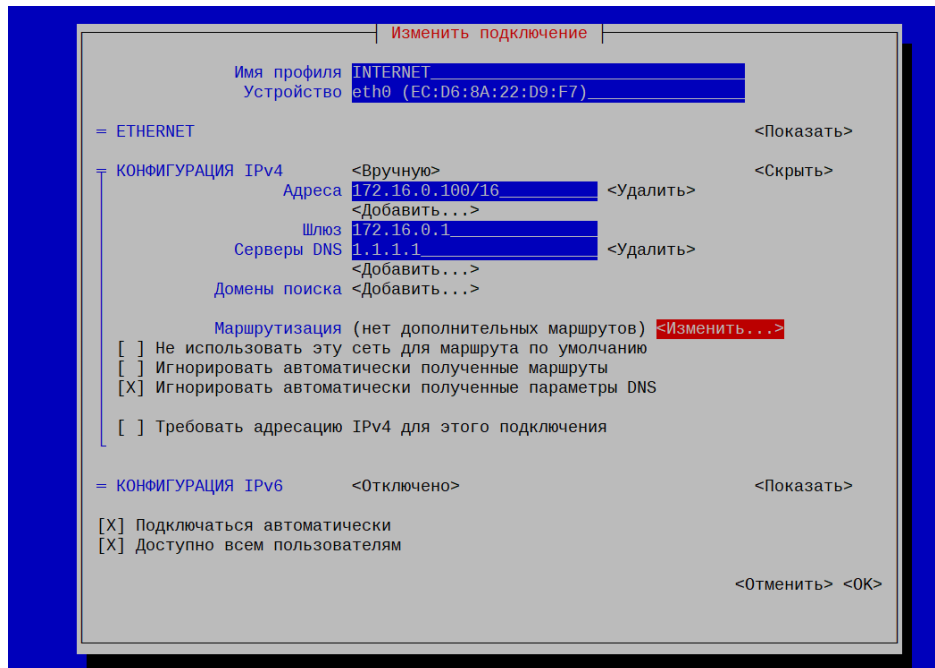 Изменить подключение
Имя профиля INTERNET
Устройство eth0 (EC:D6:8A:22:D9:F7)
= ETHERNET <Показать>
КОНФИГУРАЦИЯ IPv4 <Вручную> <Скрыть>
Адреса 172.16.0.100/16 <Удалить>
<Добавить...>
Шлюз 172.16.0.1
Серверы DNS 1.1.1.1 <Удалить>
<Добавить...>
Домены поиска <Добавить...>
Маршрутизация (нет дополнительных маршрутов) <Изменить...>
[ ] Не использовать эту сеть для маршрута по умолчанию
[ ] Игнорировать автоматически полученные маршруты
[X] Игнорировать автоматически полученные параметры DNS
[ ] Требовать адресацию IPv4 для этого подключения
= КОНФИГУРАЦИЯ IPv6 <Отключено> <Показать>
[X] Подключаться автоматически
[X] Доступно всем пользователям
<Отменить> <OK>